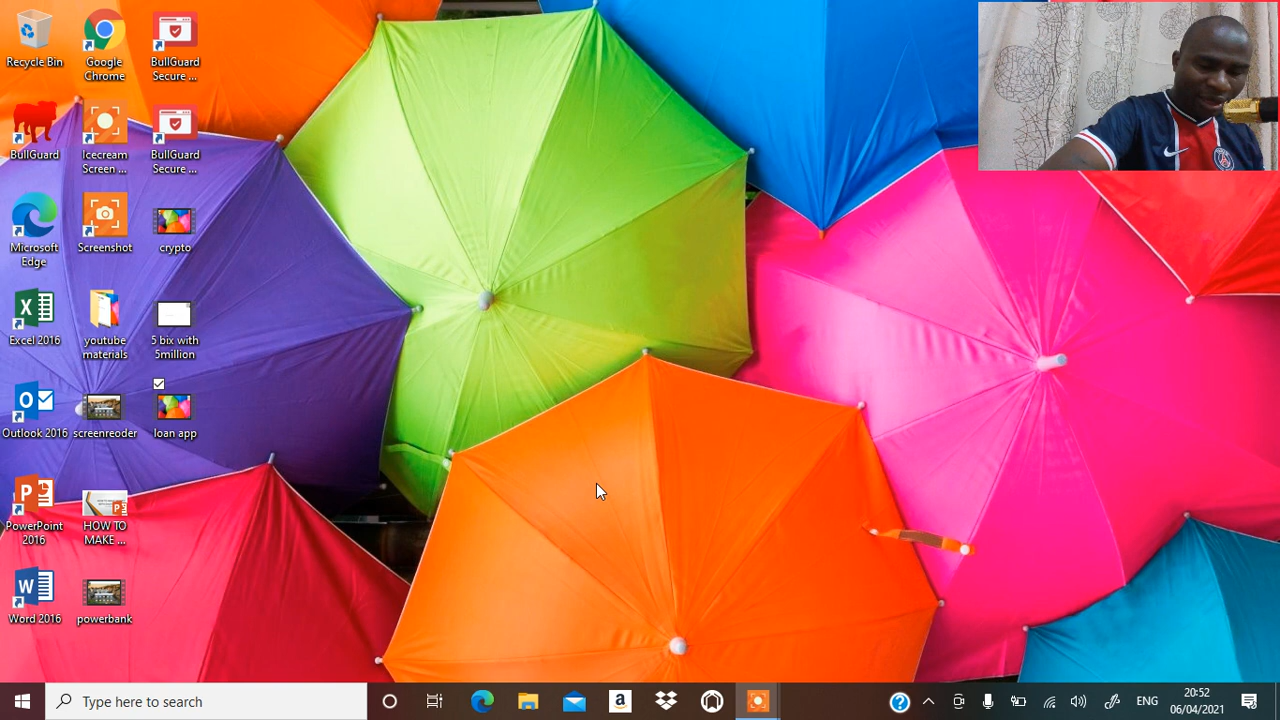 Recycle Bin
Google
Chrome
BullGuard
Secure ...
BullGuard
Icecream
Screen ...
BullGuard
Secure ...
Microsoft
Edge
Screenshot
crypto
Excel 2016
youtube
materials
5 bix with
5million
Outlook 2016
screenreoder
loan app
PowerPoint
2016
HOW TO
MAKE ...
Word 2016
powerbank
Type here to search
ENG
20:52
06/04/2021